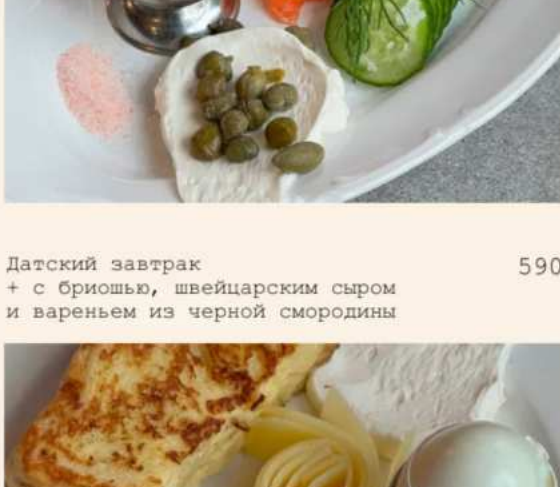 Датский завтрак
590
+ с бриошью, швейцарским сыром
и вареньем из черной смородины